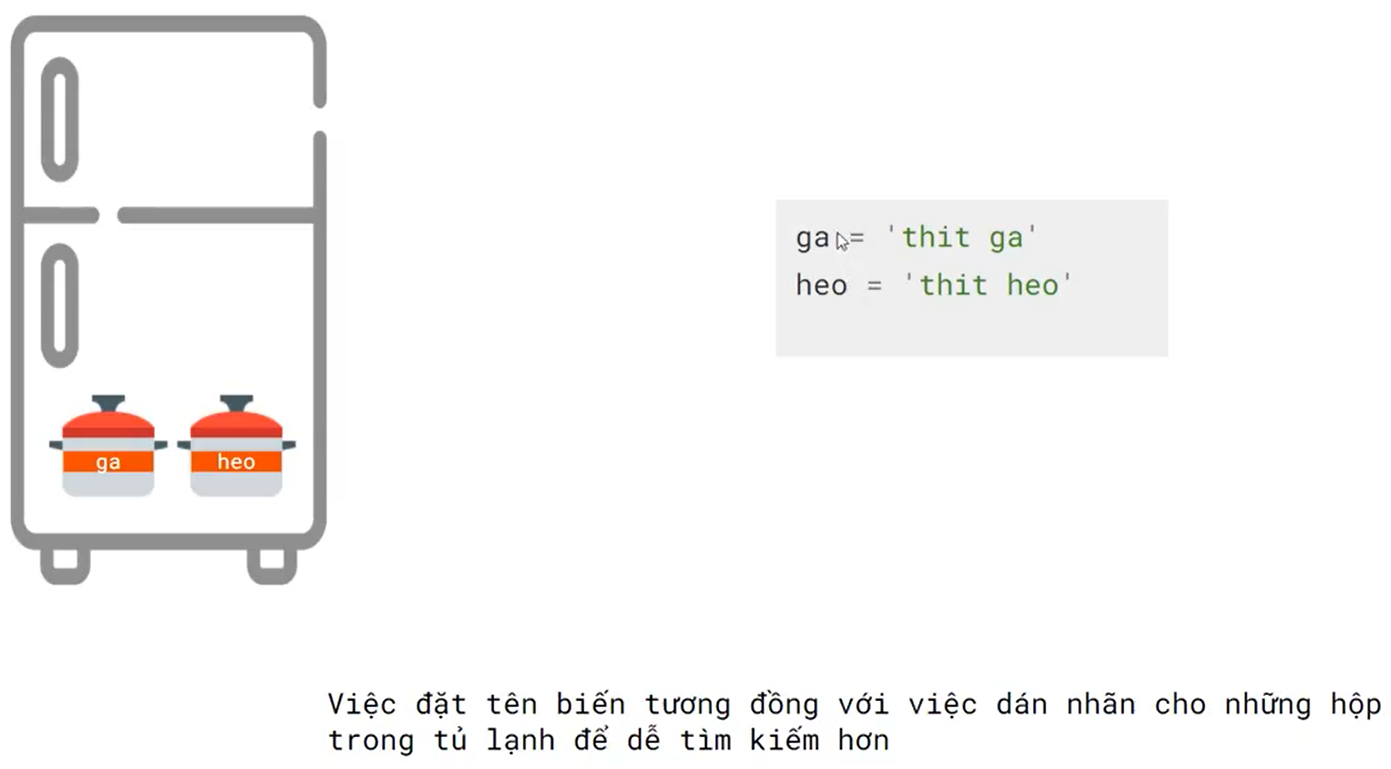 ga = 'thit ga'
heo = 'thit heo'
ga
heo
Việc đặt tên biến tương đồng với việc dán nhãn cho những hộp
trong tủ lạnh để dễ tìm kiếm hơn